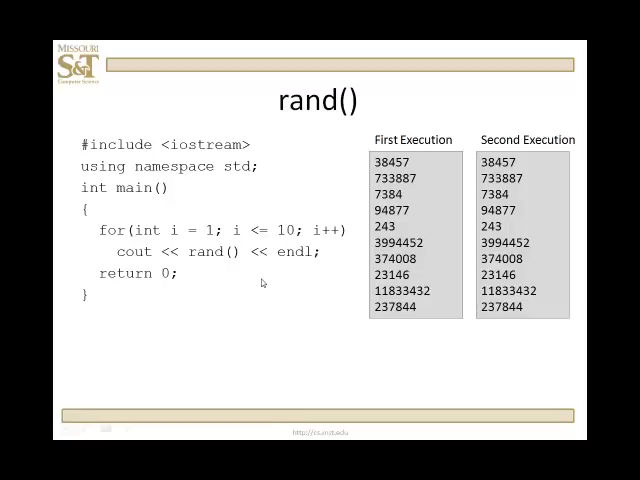 MISSOURI
S&T
Computer Science
rand()
#include <iostream>
using namespace std;
int main()
{
for(int i = 1; i <= 10; i++)
cout << rand() << endl;
return 0;
}
First Execution
38457
733887
7384
94877
243
3994452
374008
23146
11833432
237844
Second Execution
38457
733887
7384
94877
243
3994452
374008
23146
11833432
237844
http://cs.mst.edu